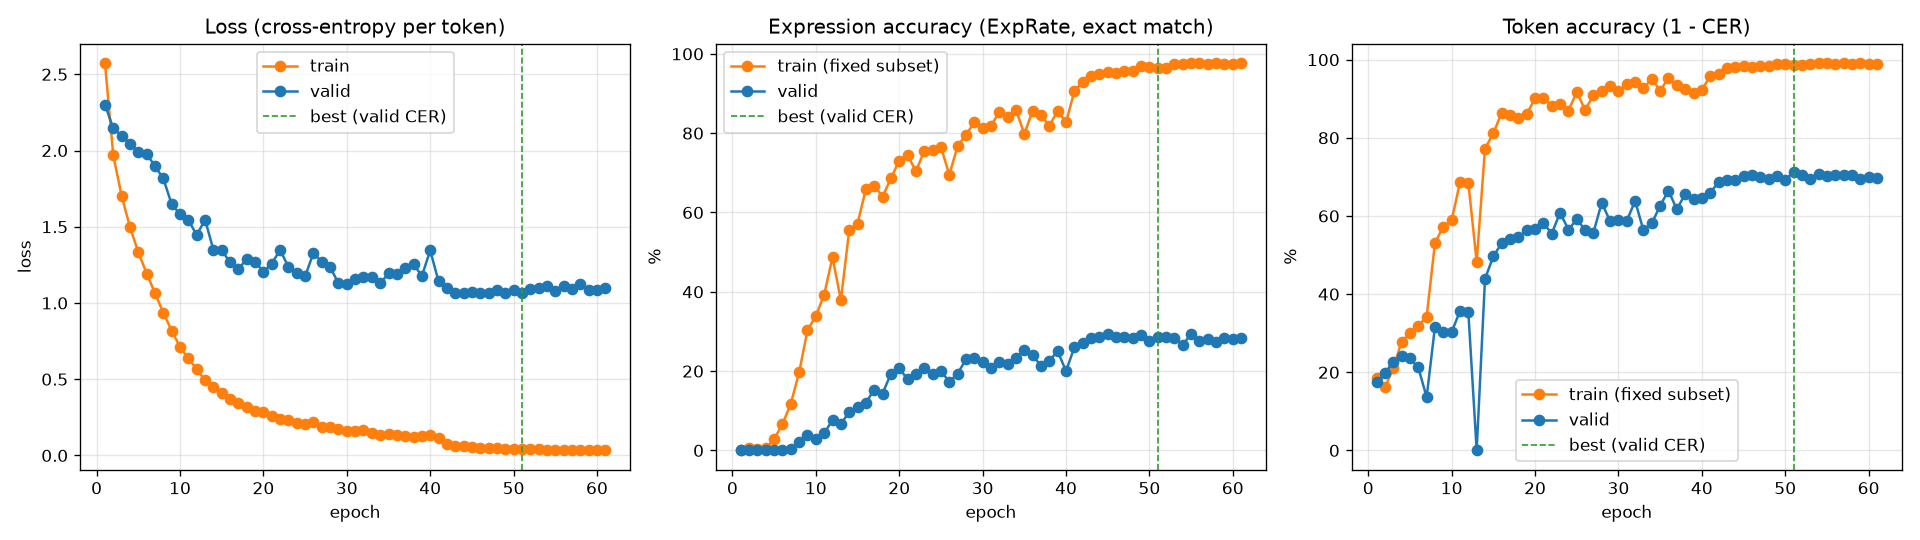 Loss (cross-entropy per token)
train
valid
best (valid CER)
2.5
2.0
1.5
1.0
0.5
0.0
loss
0 10 20 30 40 50 60
epoch
Expression accuracy (ExpRate, exact match)
train (fixed subset)
valid
best (valid CER)
100
80
60
40
20
0
%
0 10 20 30 40 50 60
epoch
Token accuracy (1 - CER)
100
80
60
40
20
0
%
train (fixed subset)
valid
best (valid CER)
0 10 20 30 40 50 60
epoch